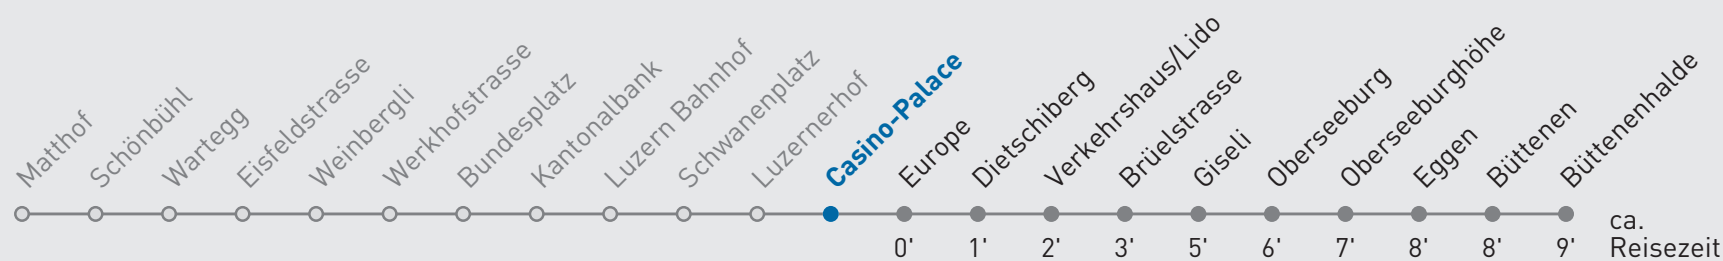 Matthof
Schönbühl
Wartegg
Eisfeldstrasse
Weinbergli
Werkhofstrasse
Bundesplatz
Kantonalbank
Luzern Bahnhof
Schwanenplatz
Luzernerhof
Casino-Palace
Europe
Dietschiberg
Verkehrshaus/Lido
Brüelstrasse
Giseli
Oberseeburg
Oberseeburghöhe
Eggen
Büttenen
Büttenenhalde
0' 1' 2' 3' 5' 6' 7' 8' 8' 9'
ca.
Reisezeit